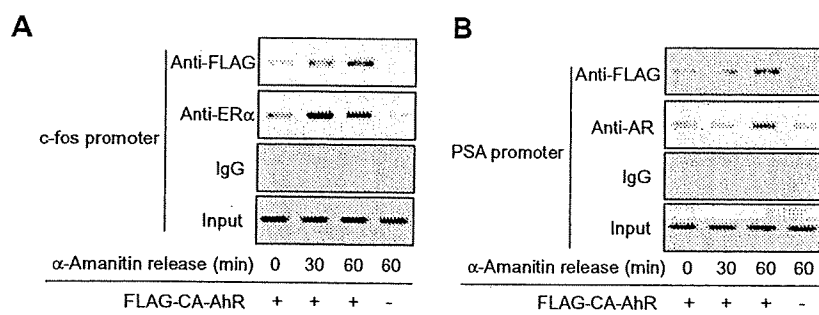 A
Anti-FLAG
Anti-ERα
c-fos promoter
IgG
Input
α-Amanitin release (min) 0 30 60 60
FLAG-CA-AhR + + + -
B
Anti-FLAG
Anti-AR
PSA promoter
IgG
Input
α-Amanitin release (min) 0 30 60 60
FLAG-CA-AhR + + + -